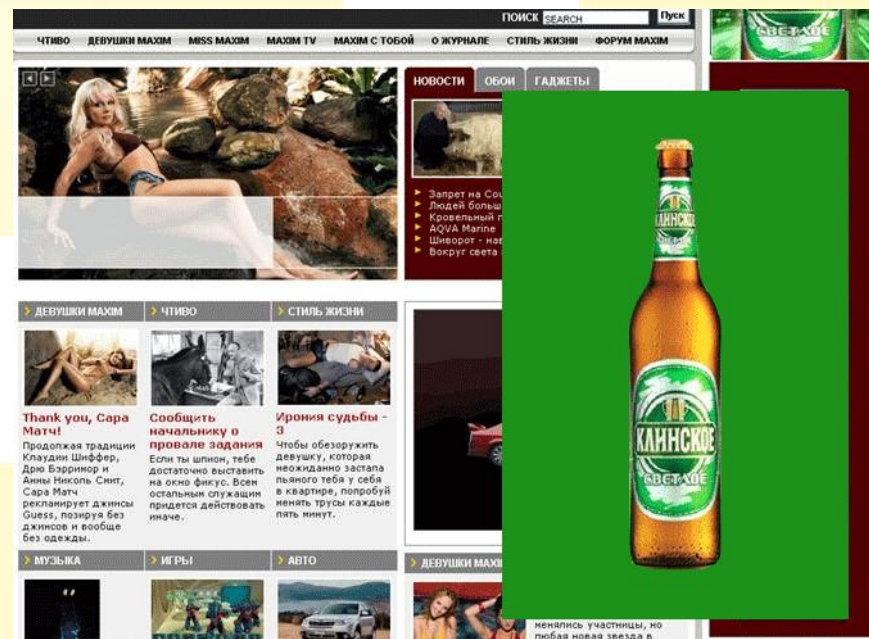 ПОИСК SEARCH Пуск
ЧТИВО ДЕВУШКИ MAXIM MISS MAXIM MAXIM TV MAXIM С ТОБОЙ О ЖУРНАЛЕ СТИЛЬ ЖИЗНИ ФОРУМ MAXIM
СВЕТЛОЕ
НОВОСТИ ОБОИ ГАДЖЕТЫ
Запрет на
Людей
Кровельный
AQVA Marine
Шиворот -
Вокруг света
КЛИНСКОЕ
СВЕТЛОЕ
ДЕВУШКИ MAXIM
Thank you, Сара
Матч!
Продолжая традиции
Клаудии Шиффер,
Дрю Бэрринор и
Анны Николь Смит,
Сара Матч
рекламирует джинсы
Guess, позируя без
джинсов и вообще
без одежды.
ЧТИВО
Сообщить
начальнику о
провале задания
Если ты шпион, тебе
достаточно выставить
на окно фикус. Всем
остальным служащим
придется действовать
иначе.
СТИЛЬ ЖИЗНИ
Ирония судьбы -
3
Чтобы обезоружить
девушку, которая
неожиданно застала
пьяного тебя у себя
в квартире, попробуй
менять трусы каждые
пять минут.
КЛИНСКОЕ
СВЕТЛОЕ
МУЗЫКА
ИГРЫ
АВТО
ДЕВУШКИ
менялись участницы, но
любая новая звезда в